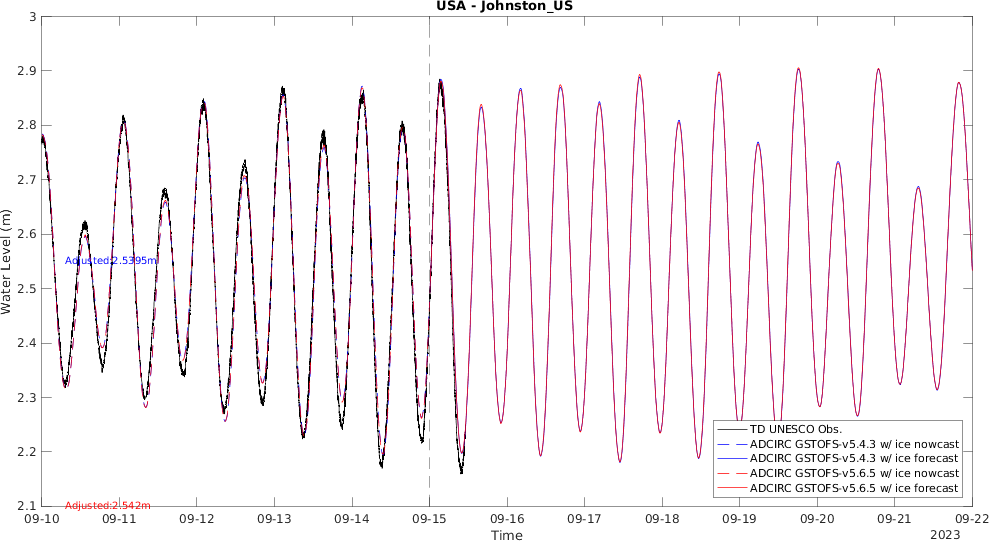 USA - Johnston_US
Water Level (m)
3
2.9
2.8
2.7
2.6
2.5
2.4
2.3
2.2
2.1
Adjusted:2.5395m
Adjusted:2.542m
TD UNESCO Obs.
ADCIRC GSTOFS-v5.4.3 w/ ice nowcast
ADCIRC GSTOFS-v5.4.3 w/ ice forecast
ADCIRC GSTOFS-v5.6.5 w/ ice nowcast
ADCIRC GSTOFS-v5.6.5 w/ ice forecast
09-10 09-11 09-12 09-13 09-14 09-15 09-16 09-17 09-18 09-19 09-20 09-21 09-22
Time
2023